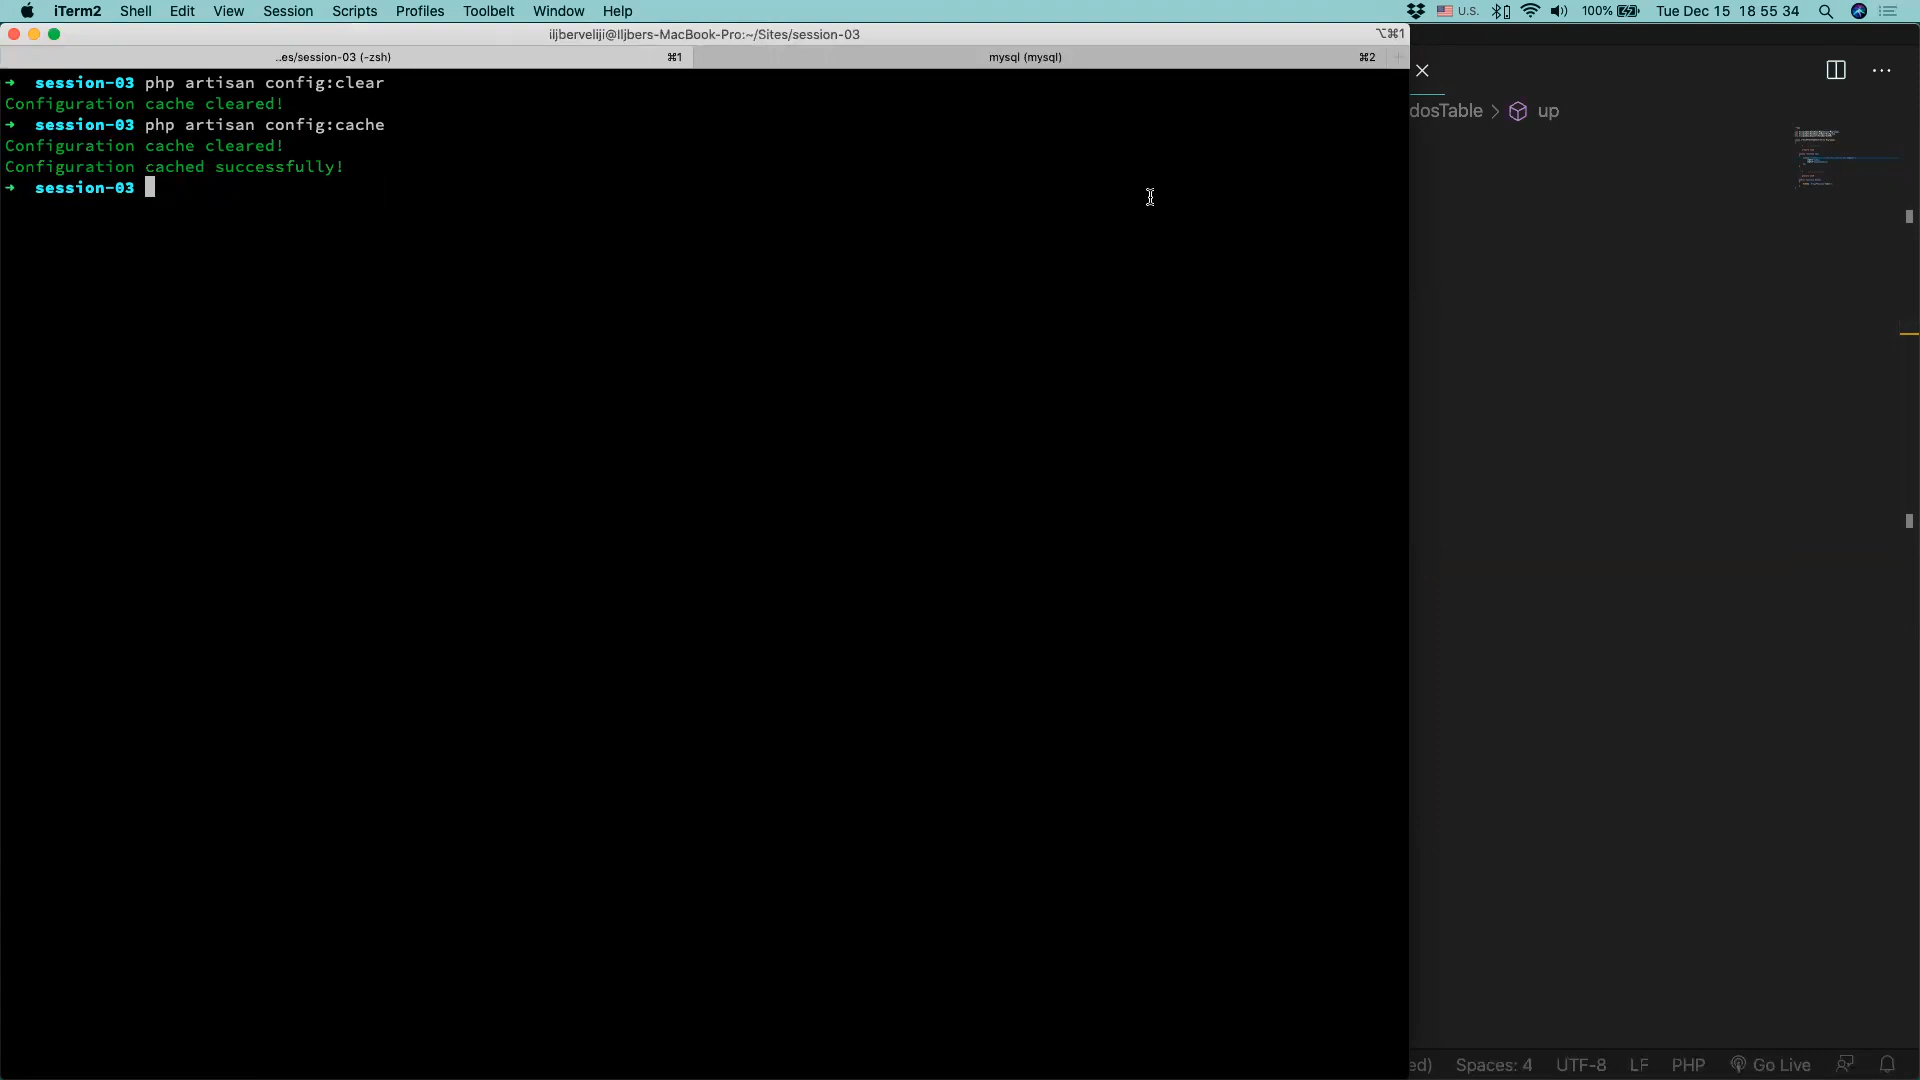 iTerm2 Shell Edit View Session Scripts Profiles Toolbelt Window Help U.S. 100% Tue Dec 15 18 55 34
iljberveliji@Iljbers-MacBook-Pro:~/Sites/session-03 ⌥⌘1
..es/session-03 (-zsh) ⌘1 mysql (mysql) ⌘2
➜ session-03 php artisan config:clear
Configuration cache cleared!
➜ session-03 php artisan config:cache
Configuration cache cleared!
Configuration cached successfully!
➜ session-03
dosTable > up
ed) Spaces: 4 UTF-8 LF PHP Go Live